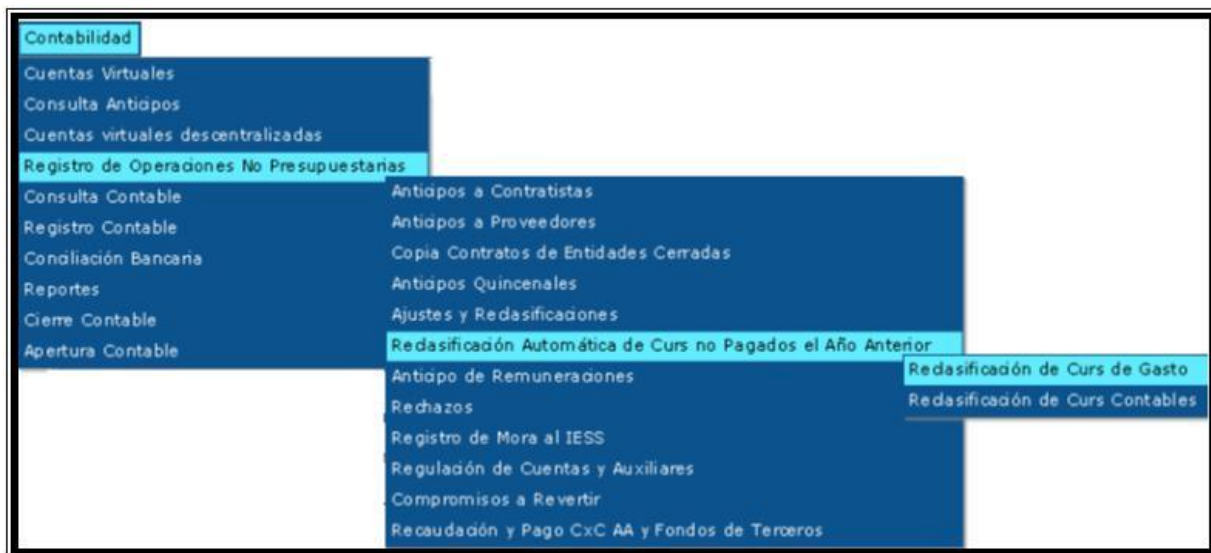 Contabilidad
Cuentas Virtuales
Consulta Anticipos
Cuentas virtuales descentralizadas
Registro de Operaciones No Presupuestarias
Consulta Contable
Registro Contable
Conciliación Bancaria
Reportes
Cierre Contable
Apertura Contable
Anticipos a Contratistas
Anticipos a Proveedores
Copia Contratos de Entidades Cerradas
Anticipos Quincenales
Ajustes y Reclasificaciones
Reclasificación Automática de Curs no Pagados el Año Anterior
Anticipo de Remuneraciones
Rechazos
Registro de Mora al IESS
Regulación de Cuentas y Auxiliares
Compromisos a Revertir
Recaudación y Pago CxC AA y Fondos de Terceros
Reclasificación de Curs de Gasto
Reclasificación de Curs Contables